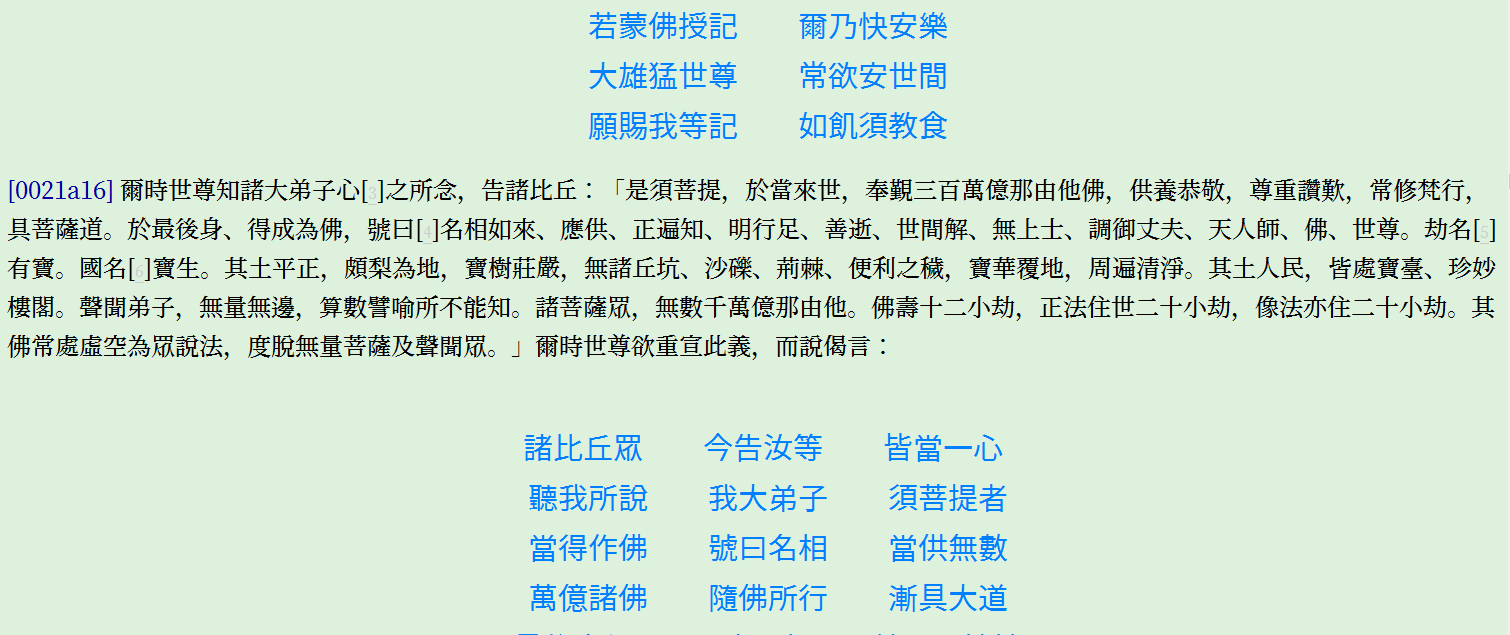 若蒙佛授記　　爾乃快安樂
大雄猛世尊　　常欲安世間
願賜我等記　　如飢須教食
[0021a16] 爾時世尊知諸大弟子心[3]之所念，告諸比丘：「是須菩提，於當來世，奉覲三百萬億那由他佛，供養恭敬，尊重讚歎，常修梵行，
具菩薩道。於最後身、得成為佛，號曰[4]名相如來、應供、正遍知、明行足、善逝、世間解、無上士、調御丈夫、天人師、佛、世尊。劫名[5]
有寶。國名[6]寶生。其土平正，頗梨為地，寶樹莊嚴，無諸丘坑、沙礫、荊棘、便利之穢，寶華覆地，周遍清淨。其土人民，皆處寶臺、珍妙
樓閣。聲聞弟子，無量無邊，算數譬喻所不能知。諸菩薩眾，無數千萬億那由他。佛壽十二小劫，正法住世二十小劫，像法亦住二十小劫。其
佛常處虛空為眾說法，度脫無量菩薩及聲聞眾。」爾時世尊欲重宣此義，而說偈言：
諸比丘眾　　今告汝等　　皆當一心
聽我所說　　我大弟子　　須菩提者
當得作佛　　號曰名相　　當供無數
萬億諸佛　　隨佛所行　　漸具大道